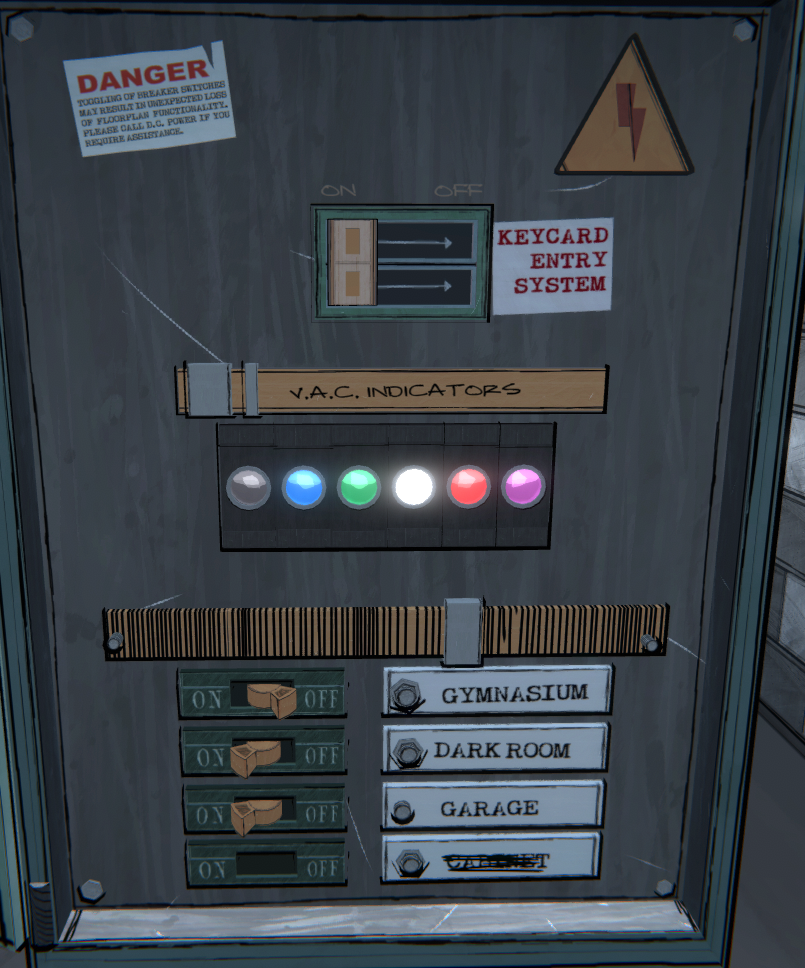 DANGER
TOGGLING OF BREAKER SWITCHES
MAY RESULT IN UNEXPECTED LOSS
OF FLOORPLAN FUNCTIONALITY.
PLEASE CALL D.C. POWER IF YOU
REQUIRE ASSISTANCE.
ON OFF
KEYCARD
ENTRY
SYSTEM
V.A.C. INDICATORS
ON OFF GYMNASIUM
ON OFF DARK ROOM
ON OFF GARAGE
ON OFF